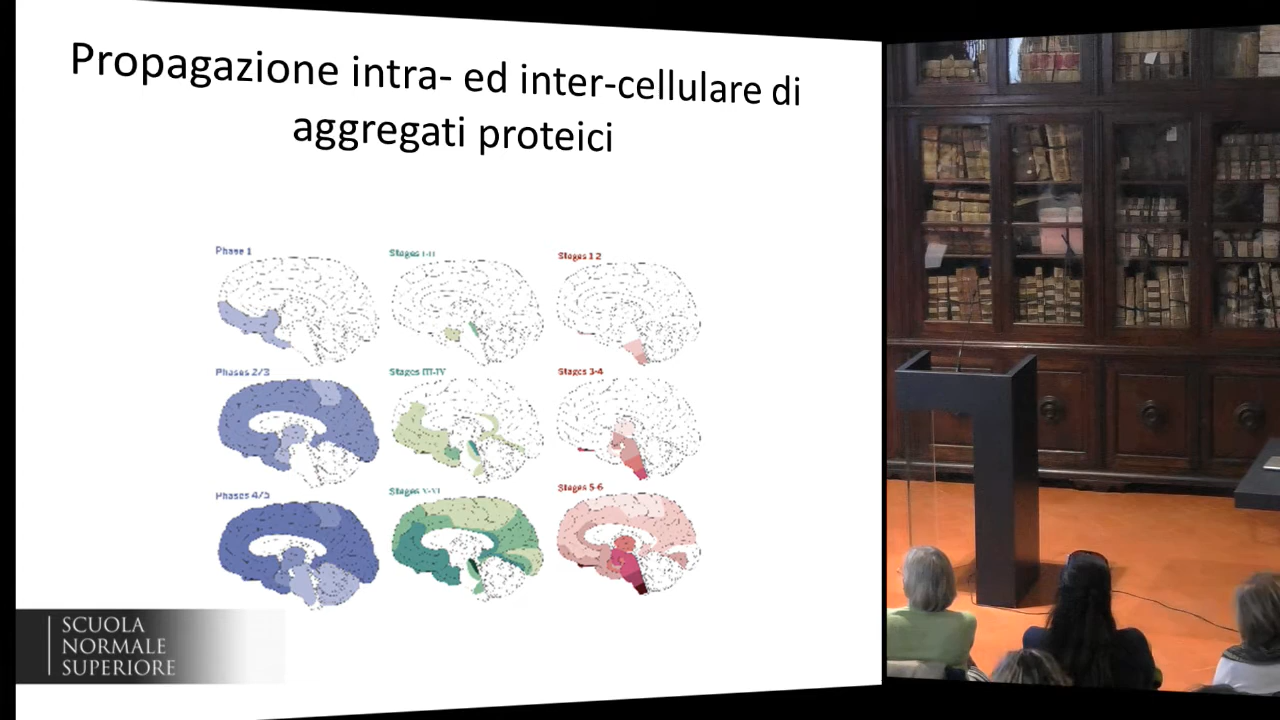 Propagazione intra- ed inter-cellulare di
aggregati proteici
Phase 1
Stages I-II
Stages 1 2
Phases 2/3
Stages III-IV
Stages 3-4
Phases 4/5
Stages V-VI
Stages 5-6
SCUOLA
NORMALE
SUPERIORE